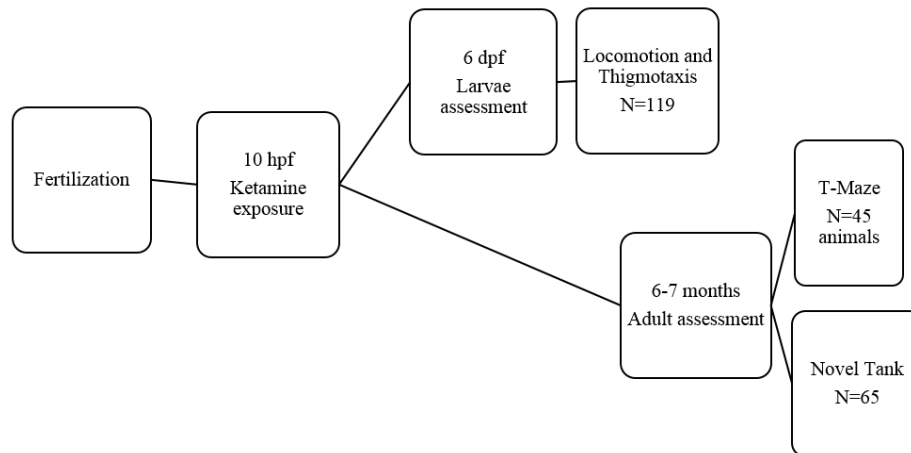 Fertilization
10 hpf
Ketamine
exposure
6 dpf
Larvae
assessment
Locomotion and
Thigmotaxis
N=119
6-7 months
Adult assessment
T-Maze
N=45
animals
Novel Tank
N=65